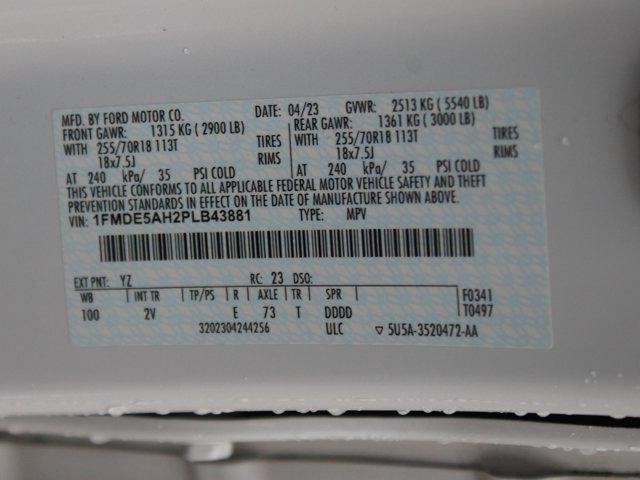 MFD. BY FORD MOTOR CO. DATE: 04/23 GVWR: 2513 KG ( 5540 LB)
FRONT GAWR: 1315 KG ( 2900 LB) REAR GAWR: 1361 KG ( 3000 LB)
WITH 255/70R18 113T TIRES WITH 255/70R18 113T TIRES
18x7.5J RIMS 18x7.5J RIMS
AT 240 kPa/ 35 PSI COLD AT 240 kPa/ 35 PSI COLD
THIS VEHICLE CONFORMS TO ALL APPLICABLE FEDERAL MOTOR VEHICLE SAFETY AND THEFT
PREVENTION STANDARDS IN EFFECT ON THE DATE OF MANUFACTURE SHOWN ABOVE.
VIN: 1FMDE5AH2PLB43881 TYPE: MPV
EXT PNT: YZ RC: 23 DSO:
WB INT TR TP/PS R AXLE TR SPR F0341
100 2V E 73 T DDDD T0497
3202304244256 ULC ▽ 5U5A-3520472-AA